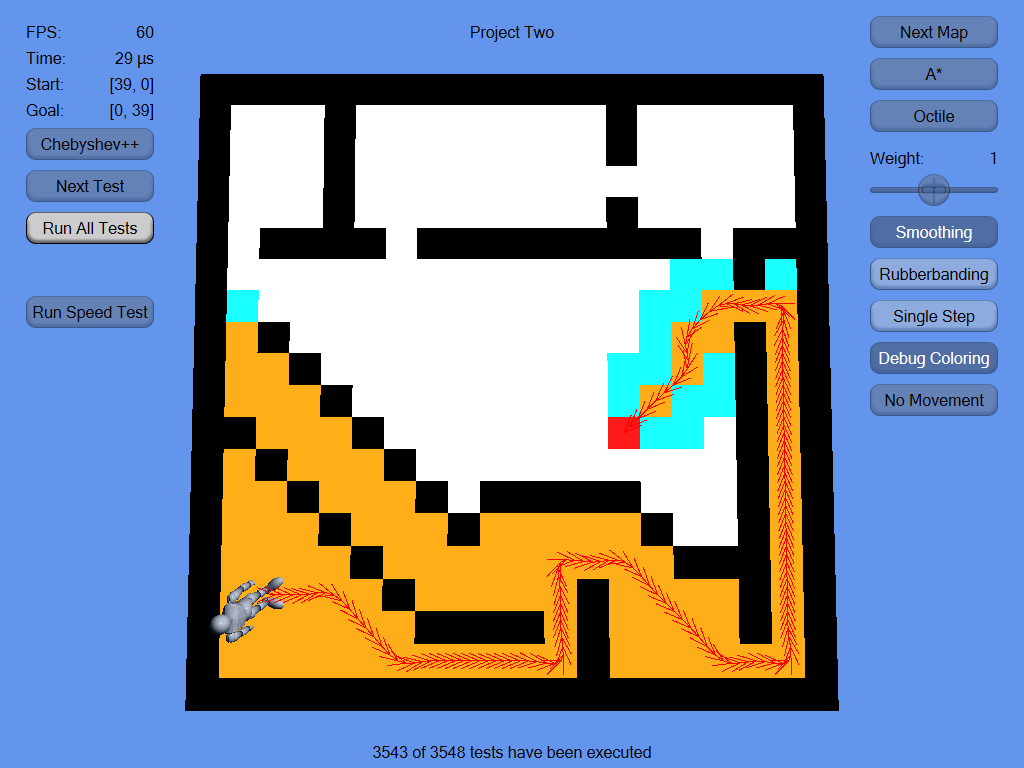 FPS: 60
Time: 29 µs
Start: [39, 0]
Goal: [0, 39]
Chebyshev++
Next Test
Run All Tests
Run Speed Test
Project Two
Next Map
A*
Octile
Weight: 1
Smoothing
Rubberbanding
Single Step
Debug Coloring
No Movement
3543 of 3548 tests have been executed